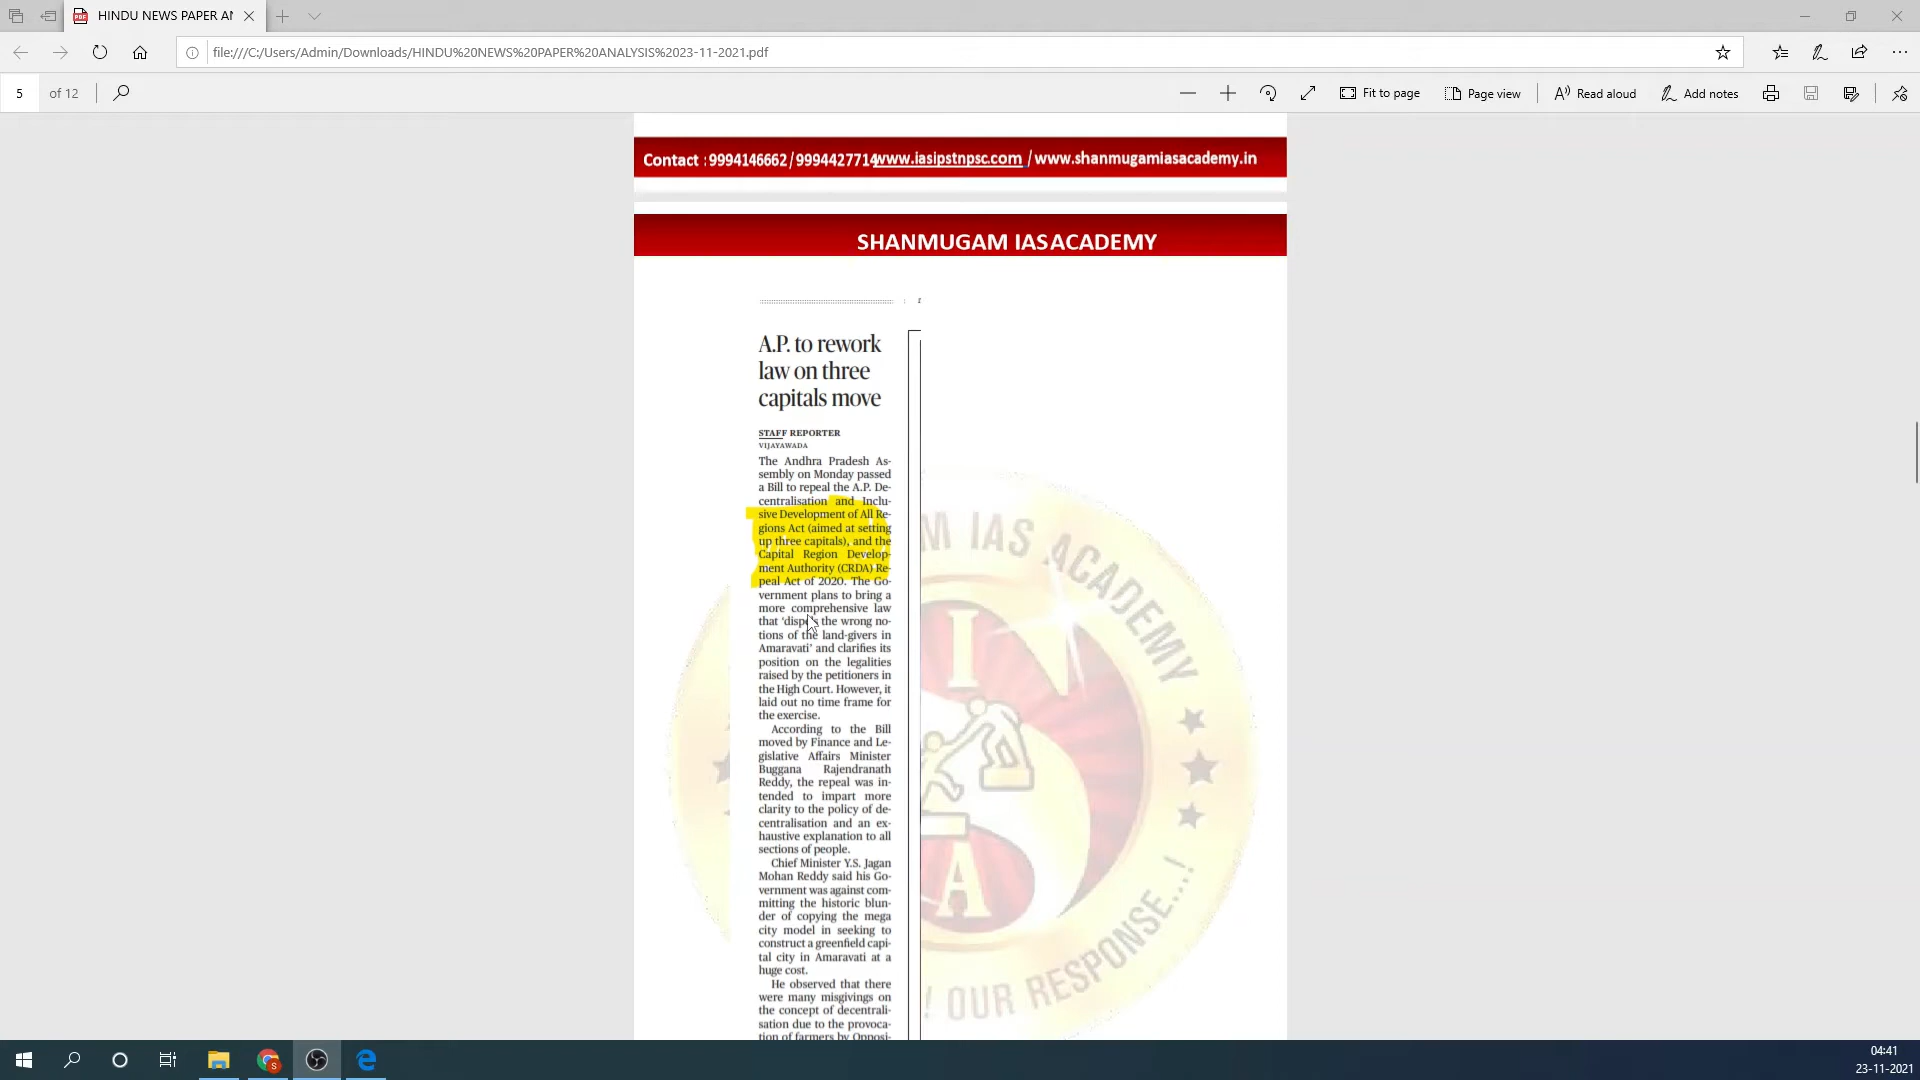 HINDU NEWS PAPER AN
file:///C:/Users/Admin/Downloads/HINDU%20NEWS%20PAPER%20ANALYSIS%2023-11-2021.pdf
5 of 12
Fit to page
Page view
Read aloud
Add notes
Contact : 9994146662/9994427714 www.iasipstnpsc.com / www.shanmugamiasacademy.in
SHANMUGAM IAS ACADEMY
A.P. to rework
law on three
capitals move
STAFF REPORTER
VIJAYAWADA
The Andhra Pradesh As-
sembly on Monday passed
a Bill to repeal the A.P. De-
centralisation and Inclu-
sive Development of All Re-
gions Act (aimed at setting
up three capitals), and the
Capital Region Develop-
ment Authority (CRDA) Re-
peal Act of 2020. The Go-
vernment plans to bring a
more comprehensive law
that ‘dispels the wrong no-
tions of the land-givers in
Amaravati’ and clarifies its
position on the legalities
raised by the petitioners in
the High Court. However, it
laid out no time frame for
the exercise.
According to the Bill
moved by Finance and Le-
gislative Affairs Minister
Buggana Rajendranath
Reddy, the repeal was in-
tended to impart more
clarity to the policy of de-
centralisation and an ex-
haustive explanation to all
sections of people.
Chief Minister Y.S. Jagan
Mohan Reddy said his Go-
vernment was against com-
mitting the historic blun-
der of copying the mega
city model in seeking to
construct a greenfield capi-
tal city in Amaravati at a
huge cost.
He observed that there
were many misgivings on
the concept of decentrali-
sation due to the provoca-
tion of farmers by Opposi-
M IAS ACADEMY
I
A
! OUR RESPONSE...!
04:41
23-11-2021